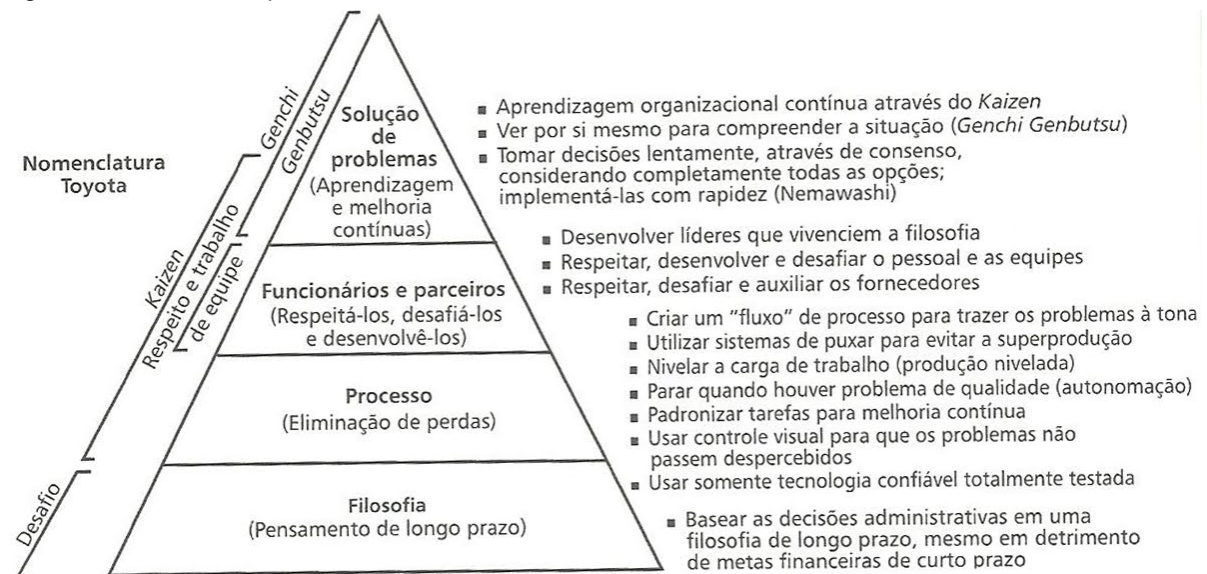 Nomenclatura
Toyota
Genchi
Genbutsu
Kaizen
Respeito e trabalho
de equipe
Desafio
Solução
de
problemas
(Aprendizagem
e melhoria
contínuas)
■ Aprendizagem organizacional contínua através do Kaizen
■ Ver por si mesmo para compreender a situação (Genchi Genbutsu)
■ Tomar decisões lentamente, através de consenso,
considerando completamente todas as opções;
implementá-las com rapidez (Nemawashi)
Funcionários e parceiros
(Respeitá-los, desafiá-los
e desenvolvê-los)
■ Desenvolver líderes que vivenciem a filosofia
■ Respeitar, desenvolver e desafiar o pessoal e as equipes
■ Respeitar, desafiar e auxiliar os fornecedores
Processo
(Eliminação de perdas)
■ Criar um "fluxo" de processo para trazer os problemas à tona
■ Utilizar sistemas de puxar para evitar a superprodução
■ Nivelar a carga de trabalho (produção nivelada)
■ Parar quando houver problema de qualidade (autonomação)
■ Padronizar tarefas para melhoria contínua
■ Usar controle visual para que os problemas não
passem despercebidos
■ Usar somente tecnologia confiável totalmente testada
Filosofia
(Pensamento de longo prazo)
■ Basear as decisões administrativas em uma
filosofia de longo prazo, mesmo em detrimento
de metas financeiras de curto prazo